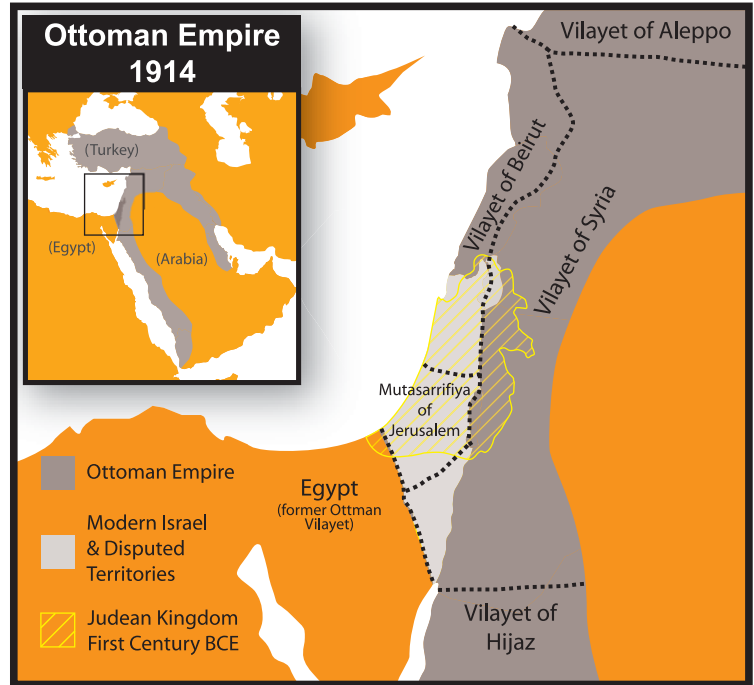 Ottoman Empire
1914
(Turkey)
(Egypt)
(Arabia)
Vilayet of Aleppo
Vilayet of Beirut
Vilayet of Syria
Mutasarrifiya
of
Jerusalem
Egypt
(former Ottman
Vilayet)
Vilayet of
Hijaz
Ottoman Empire
Modern Israel
& Disputed
Territories
Judean Kingdom
First Century BCE